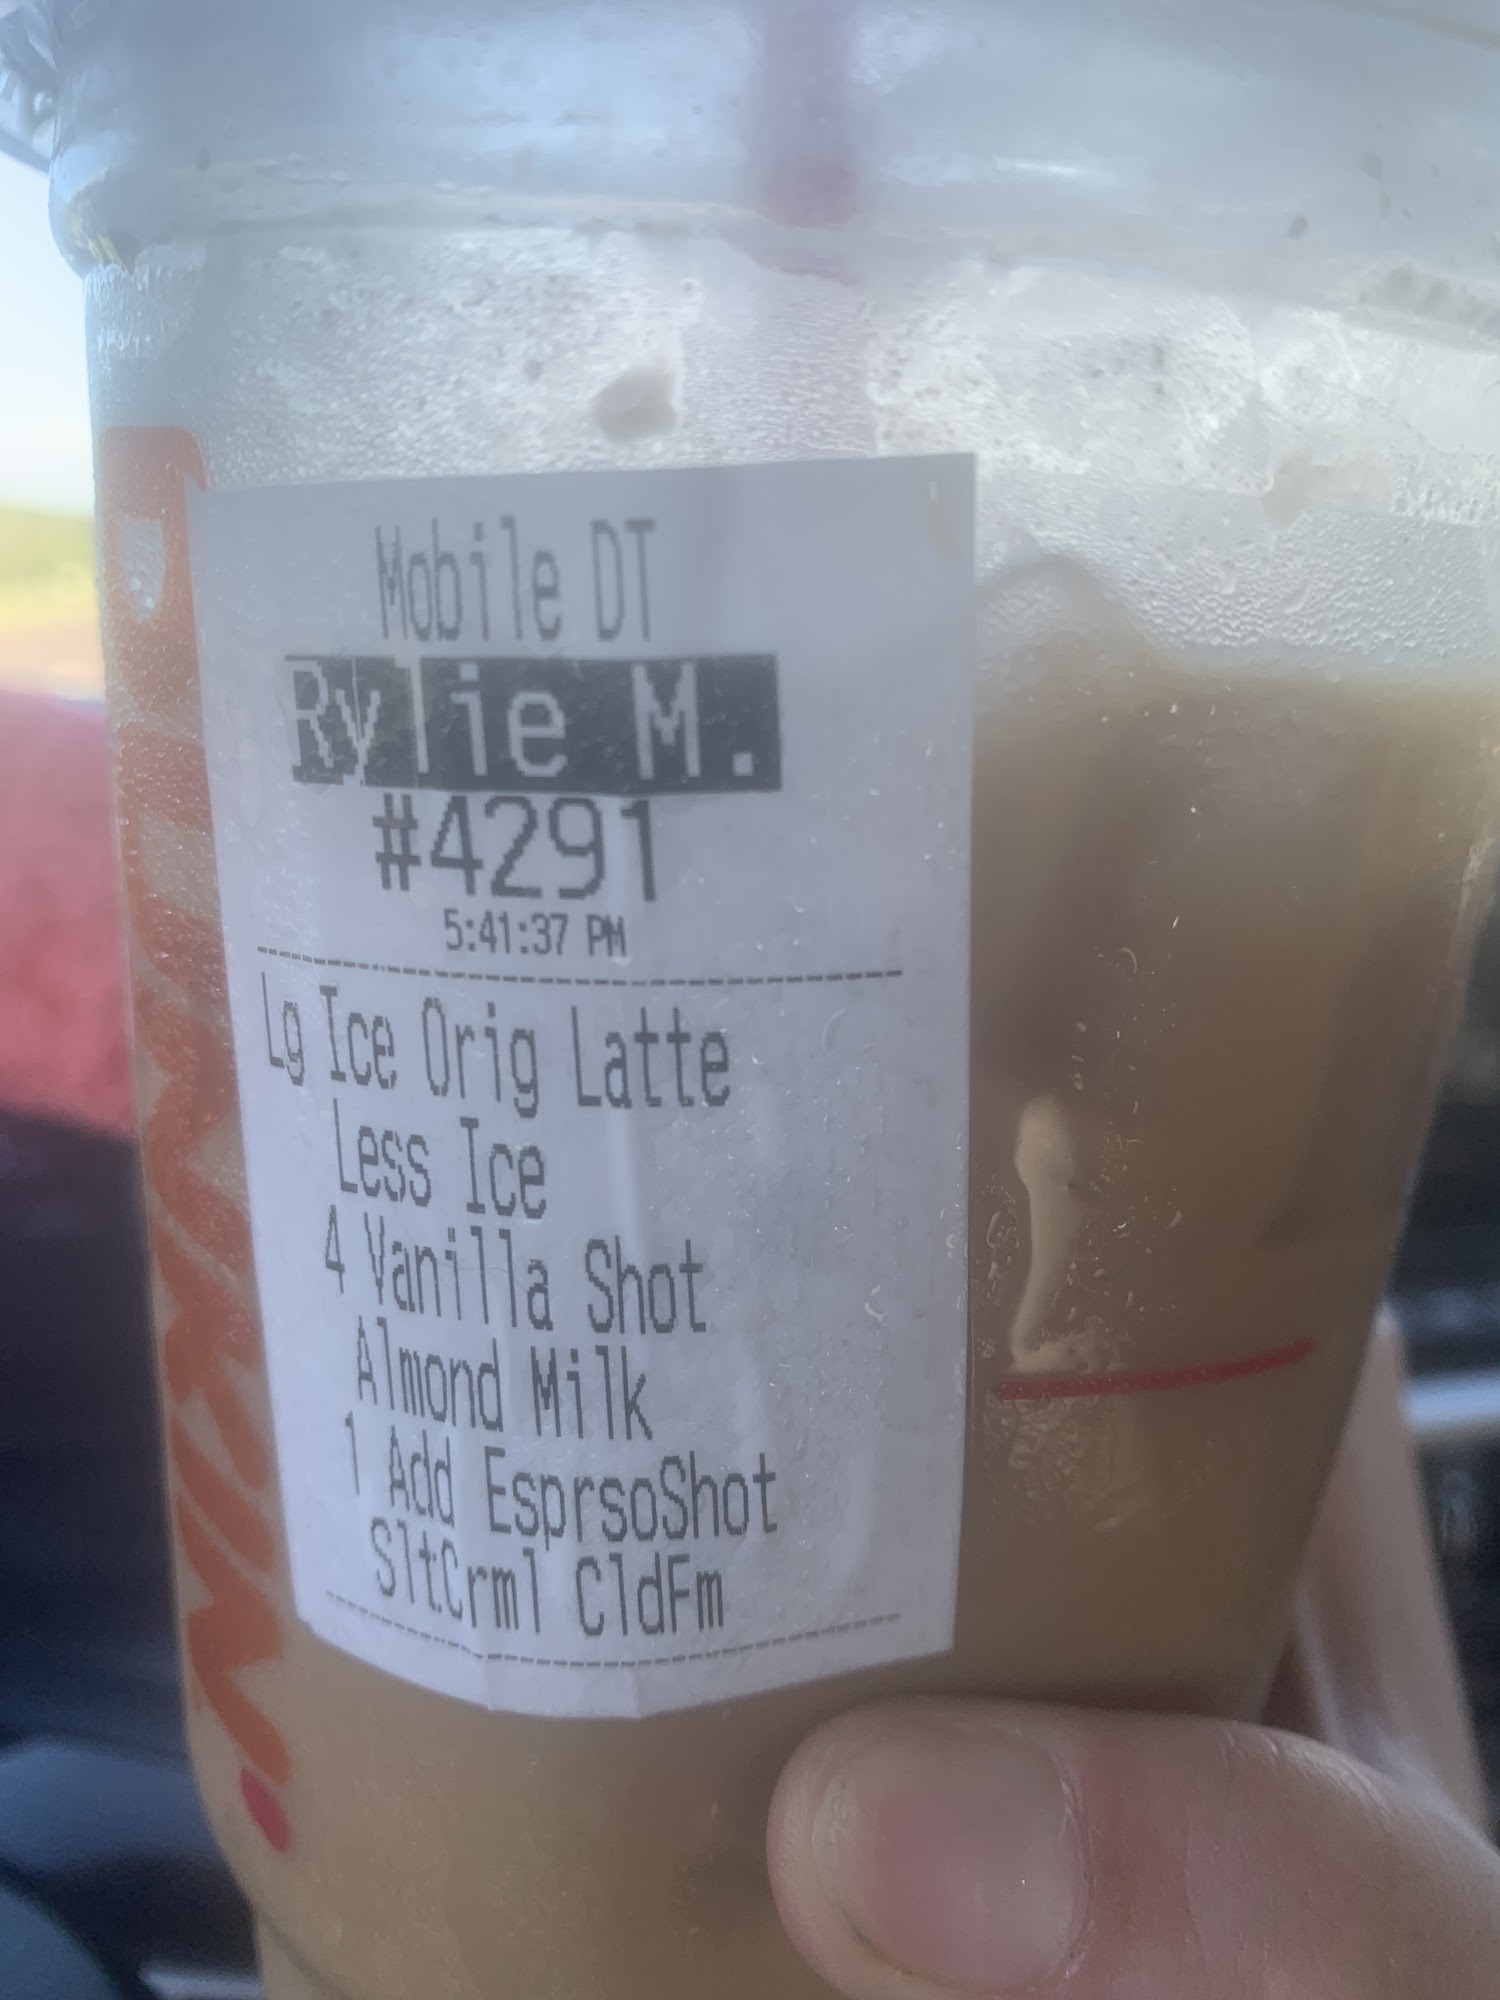 Mobile DT
Rylie M.
#4291
5:41:37 PM
Lg Ice Orig Latte
Less Ice
4 Vanilla Shot
Almond Milk
1 Add EsprsoShot
SltCrml CldFm